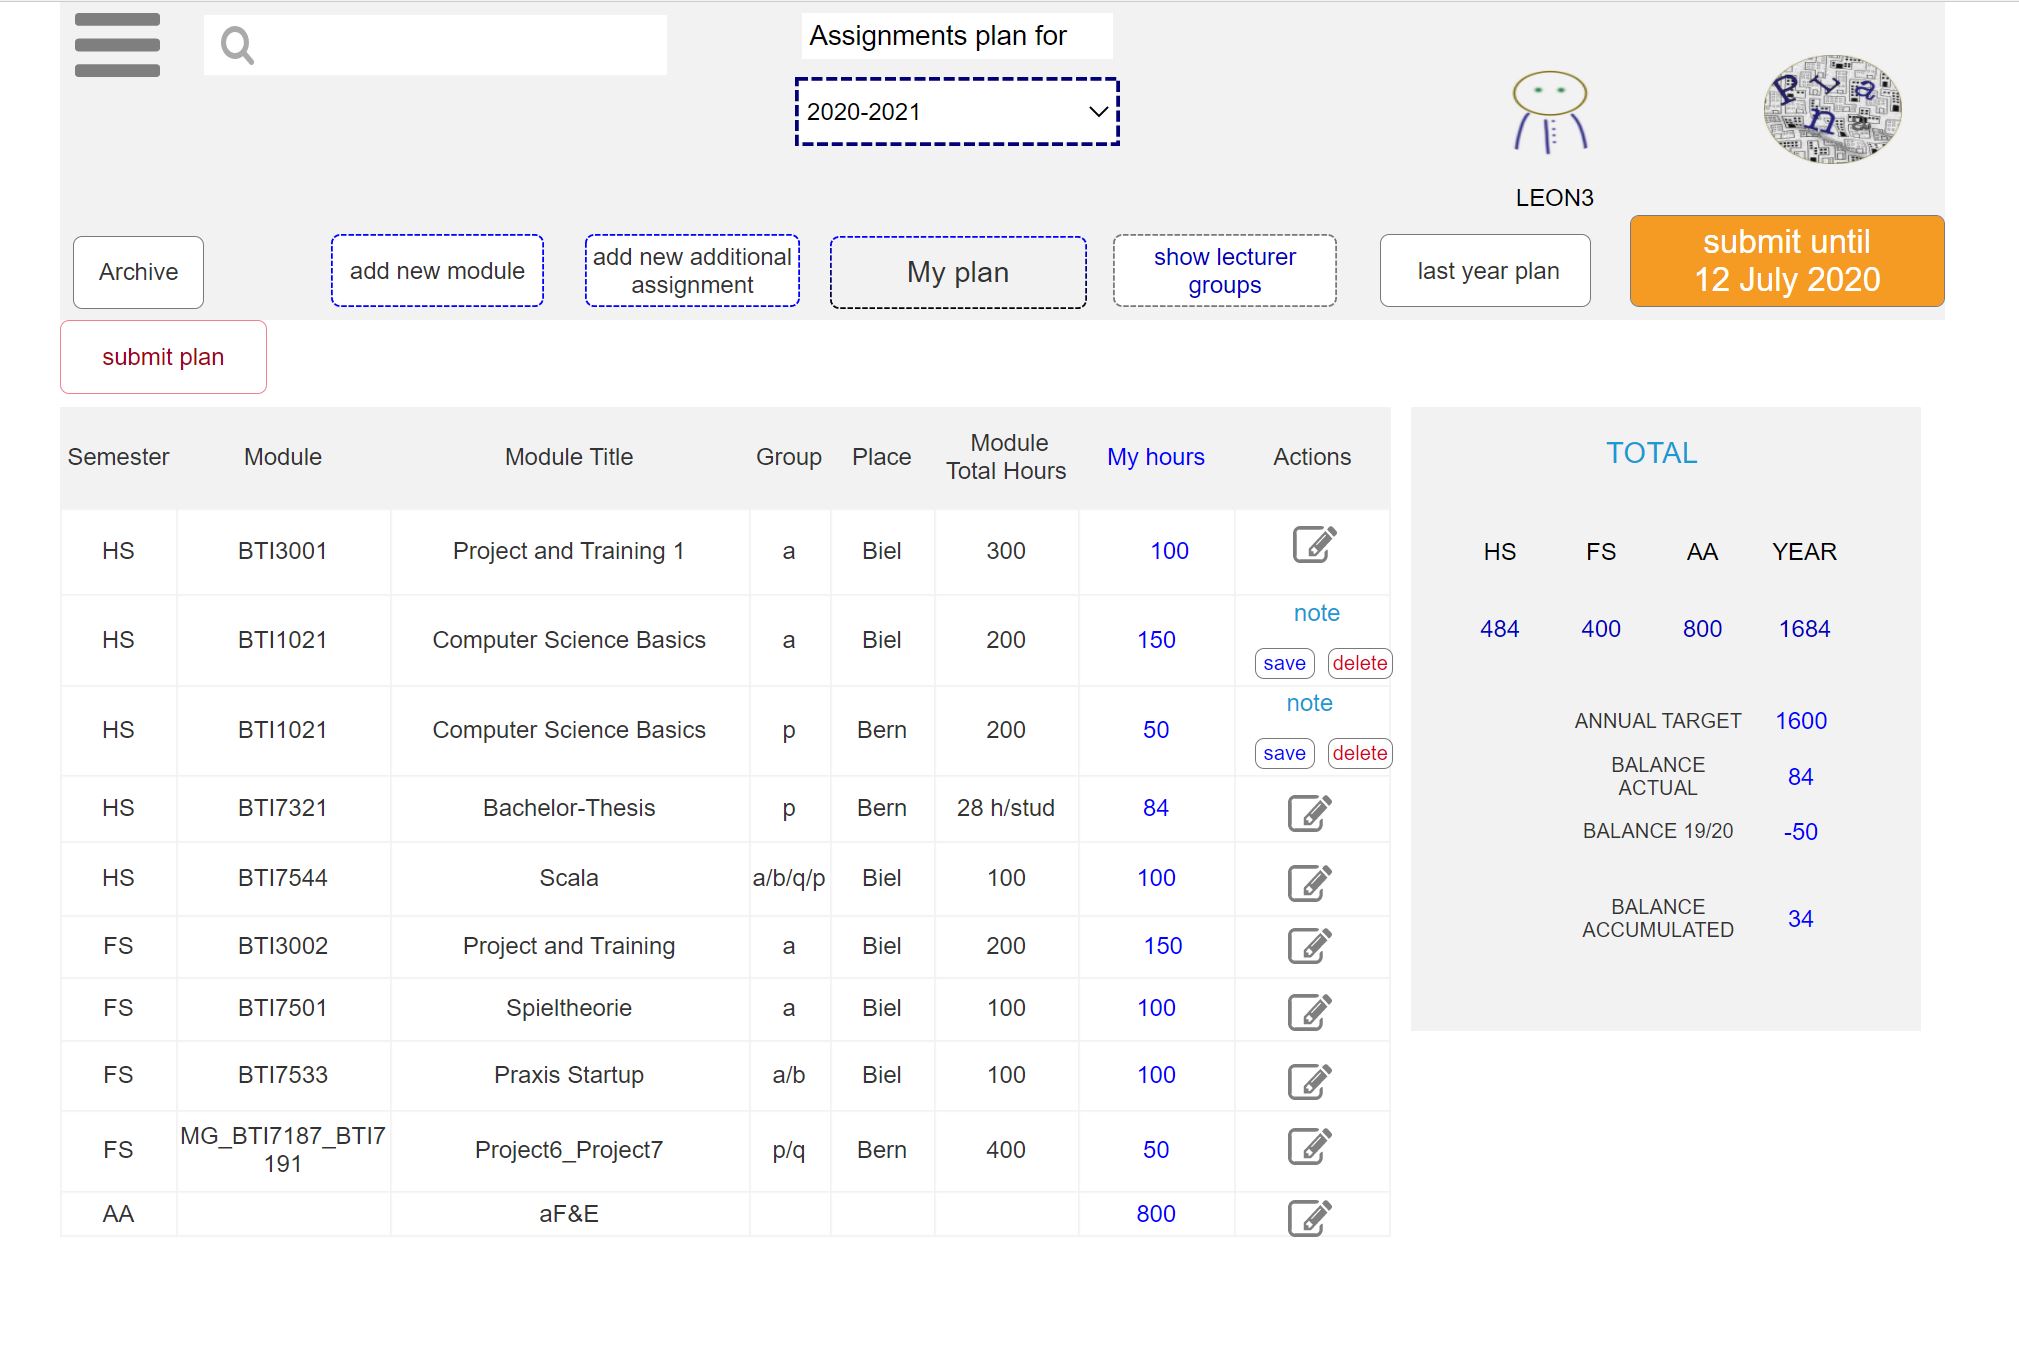 Assignments plan for
2020-2021
P L a n
LEON3
Archive
add new module
add new additional
assignment
My plan
show lecturer
groups
last year plan
submit until
12 July 2020
submit plan
Semester Module Module Title Group Place Module Total Hours My hours Actions
HS BTI3001 Project and Training 1 a Biel 300 100
HS BTI1021 Computer Science Basics a Biel 200 150 note save delete
HS BTI1021 Computer Science Basics p Bern 200 50 note save delete
HS BTI7321 Bachelor-Thesis p Bern 28 h/stud 84
HS BTI7544 Scala a/b/q/p Biel 100 100
FS BTI3002 Project and Training a Biel 200 150
FS BTI7501 Spieltheorie a Biel 100 100
FS BTI7533 Praxis Startup a/b Biel 100 100
FS MG_BTI7187_BTI7191 Project6_Project7 p/q Bern 400 50
AA aF&E 800
TOTAL
HS FS AA YEAR
484 400 800 1684
ANNUAL TARGET 1600
BALANCE ACTUAL 84
BALANCE 19/20 -50
BALANCE ACCUMULATED 34